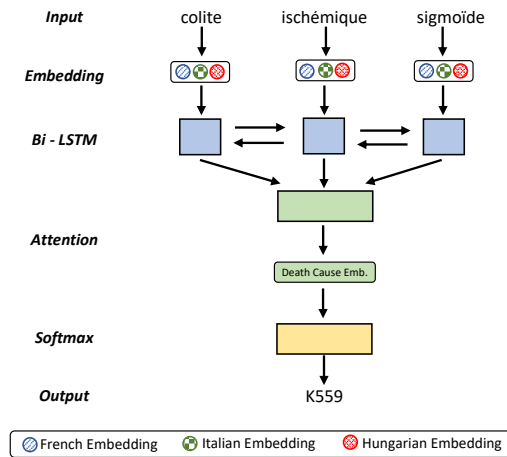 Input colite ischémique sigmoïde
Embedding
Bi - LSTM
Attention
Death Cause Emb.
Softmax
Output K559
French Embedding Italian Embedding Hungarian Embedding